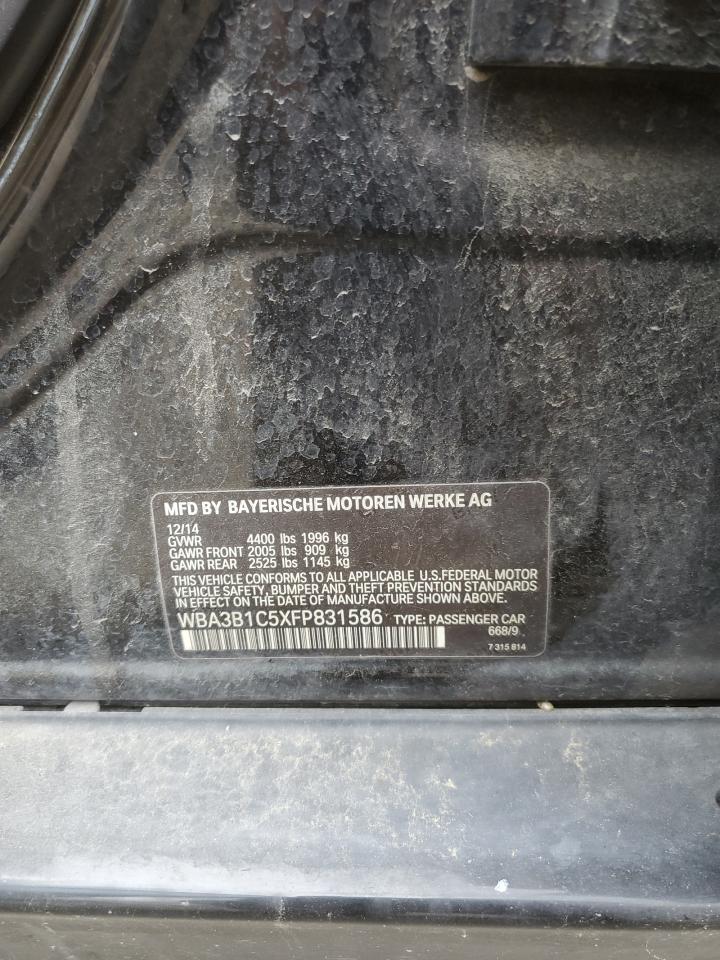 MFD BY BAYERISCHE MOTOREN WERKE AG
12/14
GVWR 4400 lbs 1996 kg
GAWR FRONT 2005 lbs 909 kg
GAWR REAR 2525 lbs 1145 kg
THIS VEHICLE CONFORMS TO ALL APPLICABLE U.S.FEDERAL MOTOR
VEHICLE SAFETY, BUMPER AND THEFT PREVENTION STANDARDS
IN EFFECT ON THE DATE OF MANUFACTURE SHOWN ABOVE.
WBA3B1C5XFP831586 TYPE: PASSENGER CAR
668/9
7 315 814